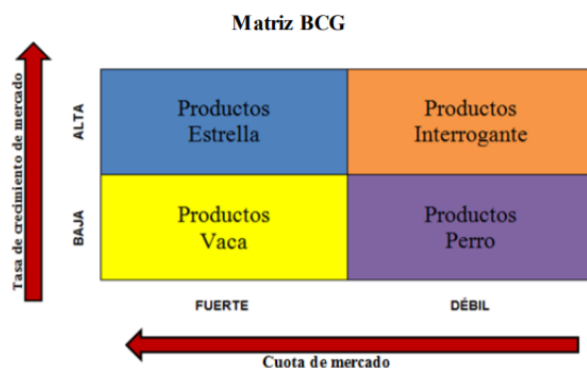 Matriz BCG
Tasa de crecimiento de mercado
ALTA
Productos
Estrella
Productos
Interrogante
BAJA
Productos
Vaca
Productos
Perro
FUERTE
DÉBIL
Cuota de mercado